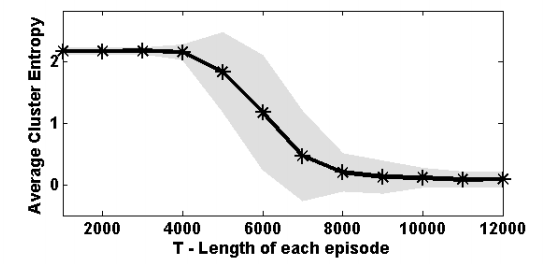 Average Cluster Entropy
2
1
0
2000 4000 6000 8000 10000 12000
T - Length of each episode